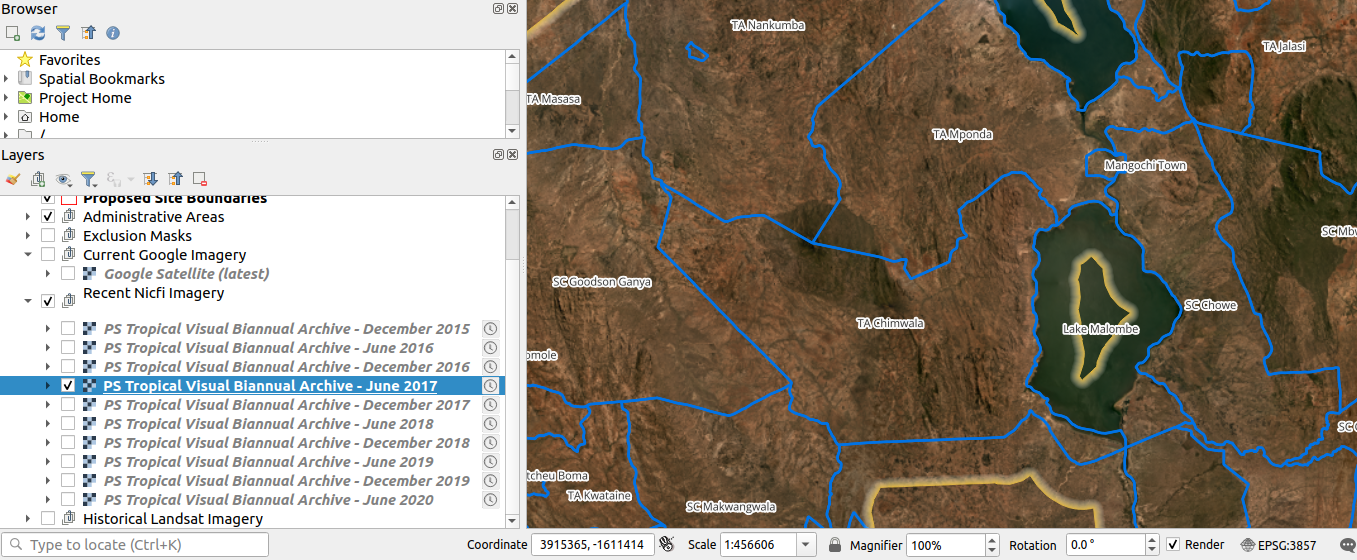 Browser
Favorites
Spatial Bookmarks
Project Home
Home
/
Layers
Proposed Site Boundaries
Administrative Areas
Exclusion Masks
Current Google Imagery
Google Satellite (latest)
Recent Nicfi Imagery
PS Tropical Visual Biannual Archive - December 2015
PS Tropical Visual Biannual Archive - June 2016
PS Tropical Visual Biannual Archive - December 2016
PS Tropical Visual Biannual Archive - June 2017
PS Tropical Visual Biannual Archive - December 2017
PS Tropical Visual Biannual Archive - June 2018
PS Tropical Visual Biannual Archive - December 2018
PS Tropical Visual Biannual Archive - June 2019
PS Tropical Visual Biannual Archive - December 2019
PS Tropical Visual Biannual Archive - June 2020
Historical Landsat Imagery
TA Nankumba
TA Jalasi
TA Masasa
TA Mponda
Mangochi Town
SC Mbw
SC Goodson Ganya
SC Chowe
TA Chimwala
Lake Malombe
omole
SC
tcheu Boma
TA Kwataine
SC Makwangwala
Type to locate (Ctrl+K)
Coordinate 3915365, -1611414 Scale 1:456606 Magnifier 100% Rotation 0.0 ° Render EPSG:3857